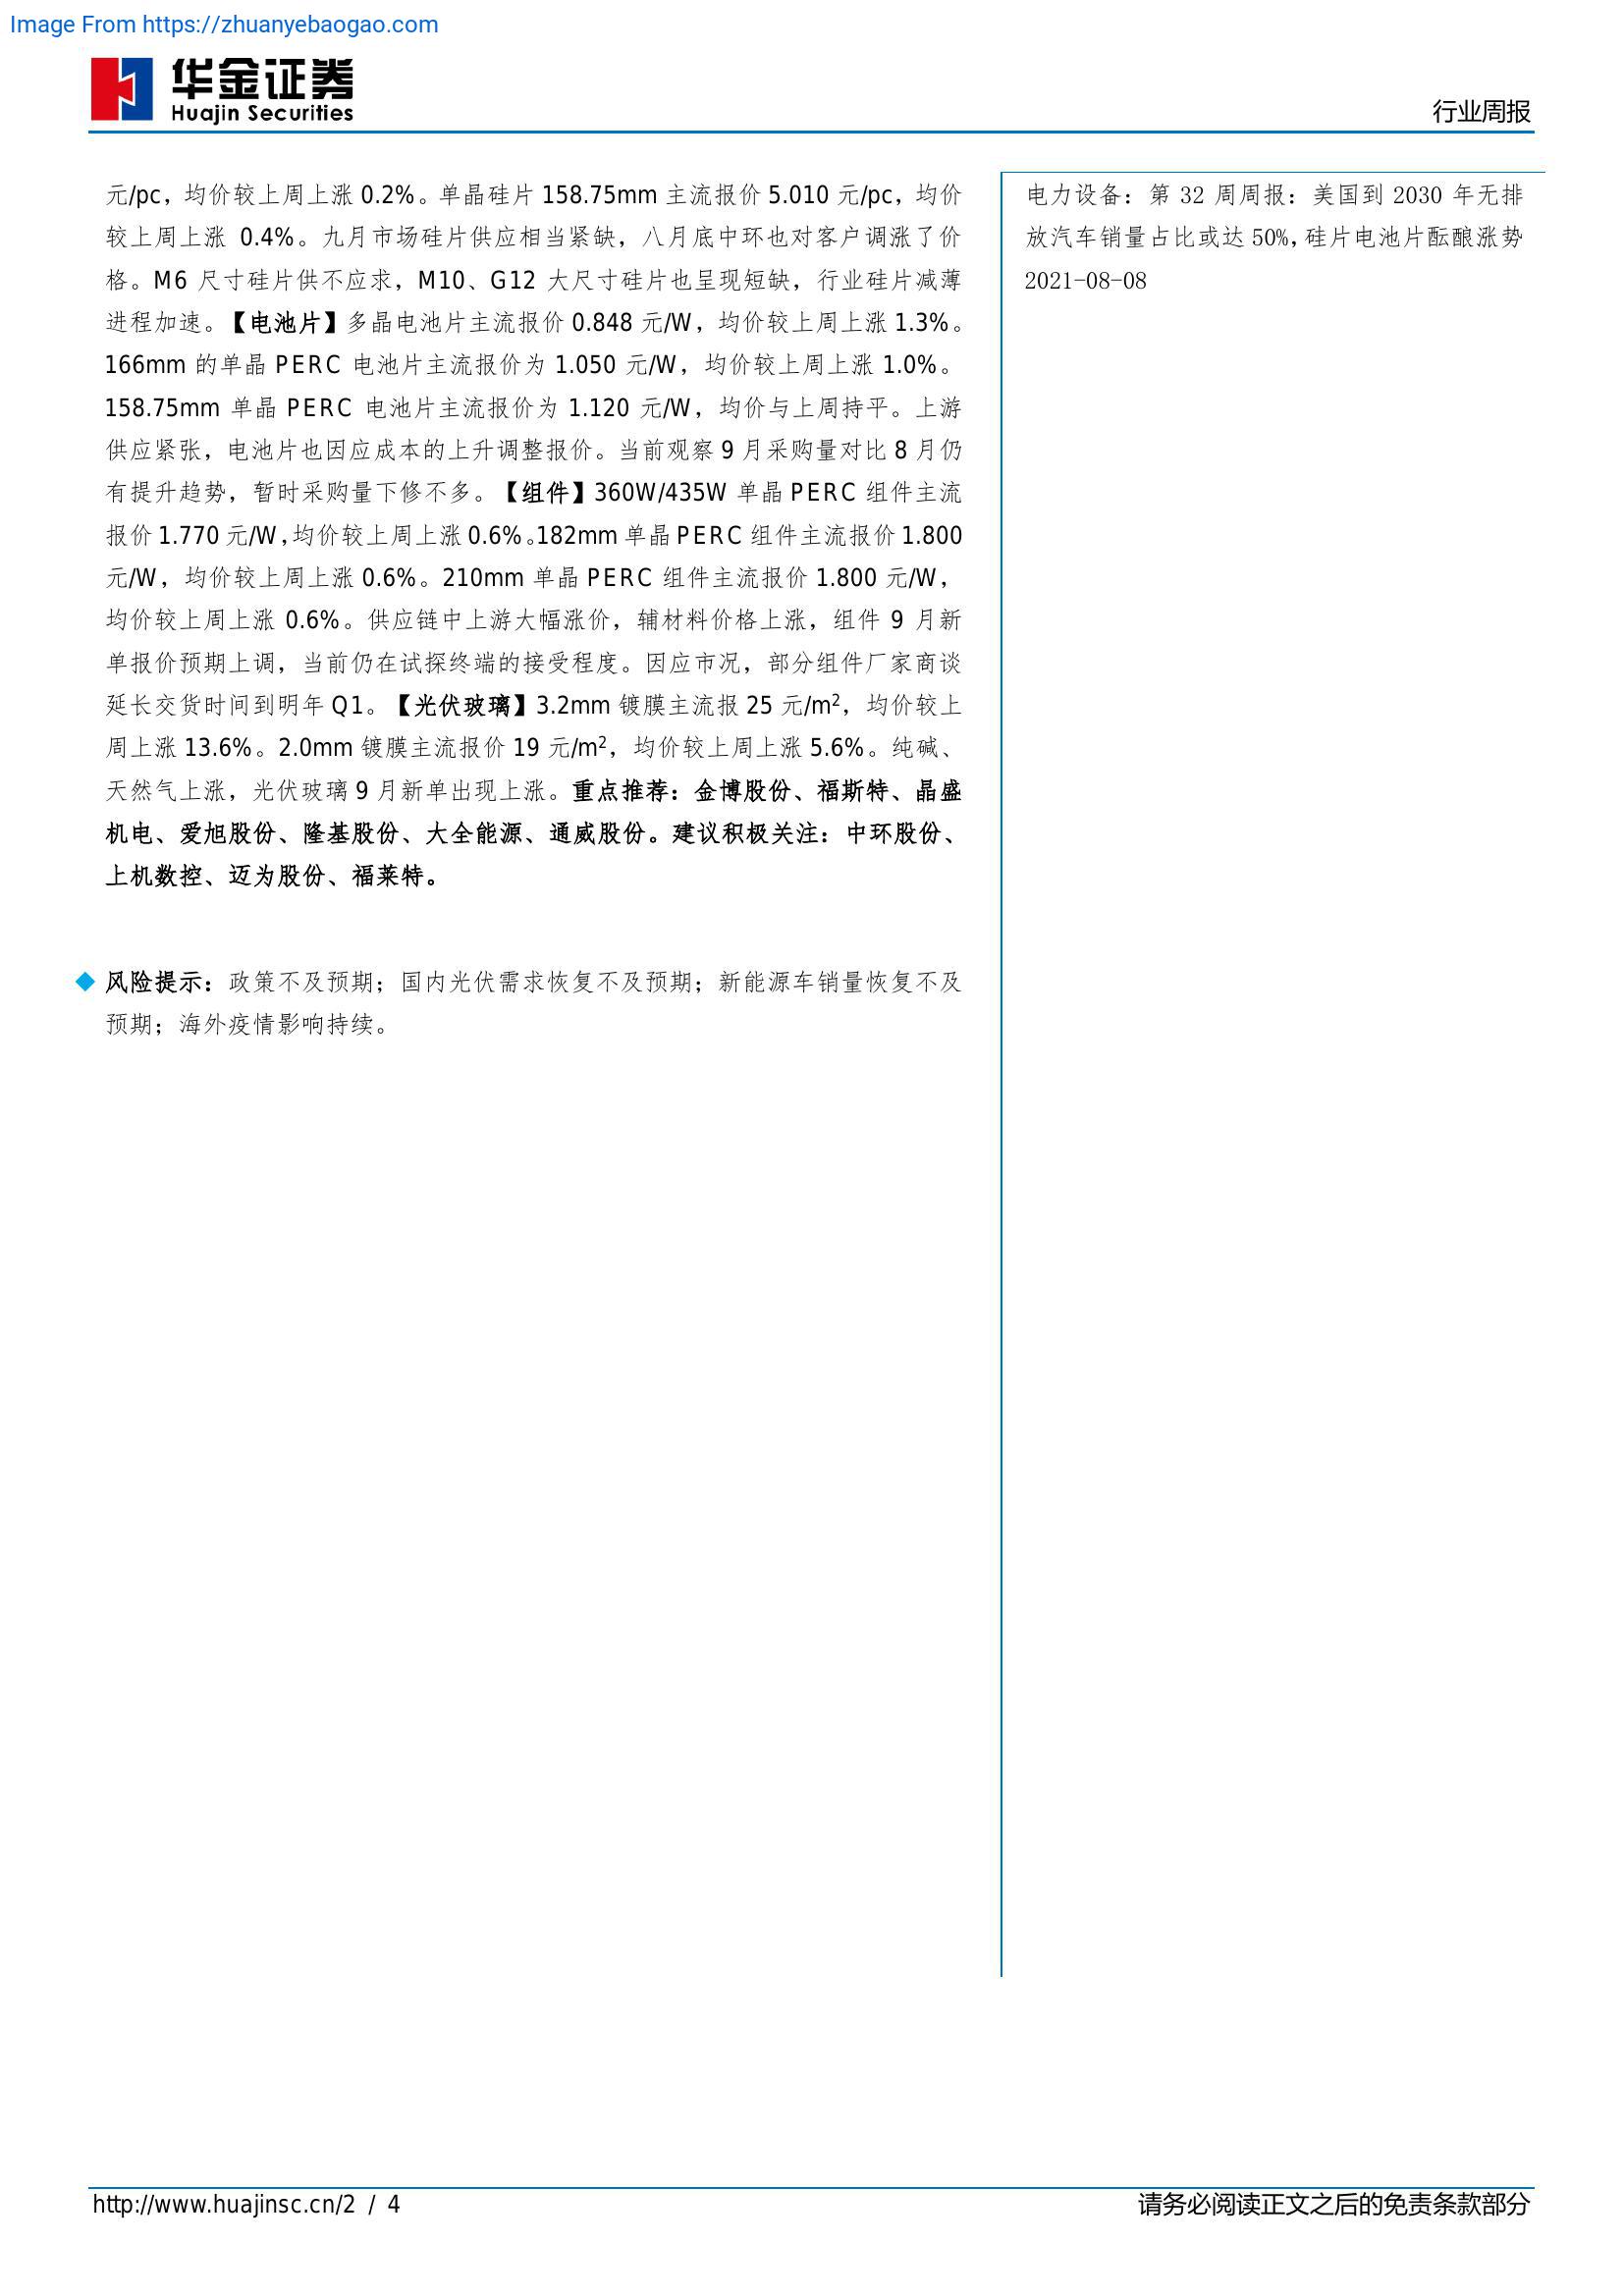 Image From https://zhuanyebaogao.com
华金证券
Huajin Securities
行业周报
元/pc，均价较上周上涨 0.2%。单晶硅片 158.75mm 主流报价 5.010 元/pc，均价
较上周上涨 0.4%。九月市场硅片供应相当紧缺，八月底中环也对客户调涨了价
格。M6 尺寸硅片供不应求，M10、G12 大尺寸硅片也呈现短缺，行业硅片减薄
进程加速。【电池片】多晶电池片主流报价 0.848 元/W，均价较上周上涨 1.3%。
166mm 的单晶 PERC 电池片主流报价为 1.050 元/W，均价较上周上涨 1.0%。
158.75mm 单晶 PERC 电池片主流报价为 1.120 元/W，均价与上周持平。上游
供应紧张，电池片也因应成本的上升调整报价。当前观察 9 月采购量对比 8 月仍
有提升趋势，暂时采购量下修不多。【组件】360W/435W 单晶 PERC 组件主流
报价 1.770 元/W，均价较上周上涨 0.6%。182mm 单晶 PERC 组件主流报价 1.800
元/W，均价较上周上涨 0.6%。210mm 单晶 PERC 组件主流报价 1.800 元/W，
均价较上周上涨 0.6%。供应链中上游大幅涨价，辅材料价格上涨，组件 9 月新
单报价预期上调，当前仍在试探终端的接受程度。因应市况，部分组件厂家商谈
延长交货时间到明年 Q1。【光伏玻璃】3.2mm 镀膜主流报 25 元/m²，均价较上
周上涨 13.6%。2.0mm 镀膜主流报价 19 元/m²，均价较上周上涨 5.6%。纯碱、
天然气上涨，光伏玻璃 9 月新单出现上涨。重点推荐：金博股份、福斯特、晶盛
机电、爱旭股份、隆基股份、大全能源、通威股份。建议积极关注：中环股份、
上机数控、迈为股份、福莱特。
◆ 风险提示：政策不及预期；国内光伏需求恢复不及预期；新能源车销量恢复不及
预期；海外疫情影响持续。
电力设备：第 32 周周报：美国到 2030 年无排
放汽车销量占比或达 50%，硅片电池片酝酿涨势
2021-08-08
http://www.huajinsc.cn/2 / 4
请务必阅读正文之后的免责条款部分